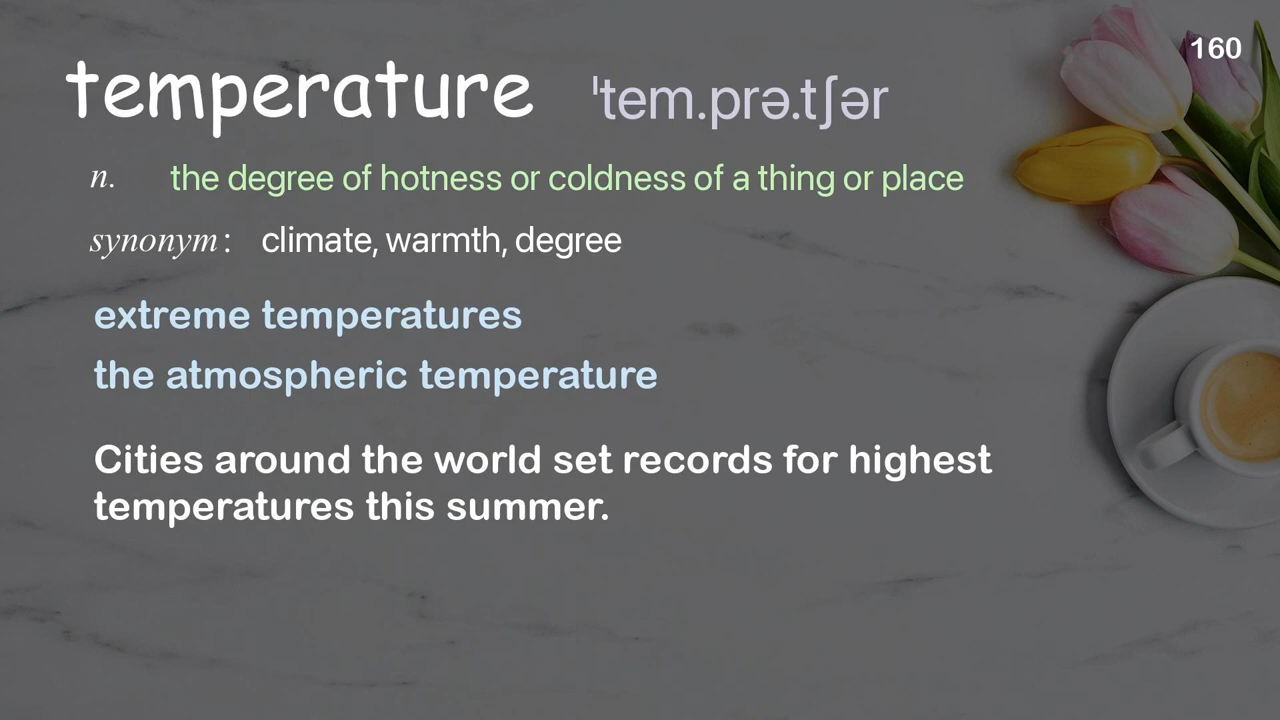 160
temperature ˈtem.prə.tʃər
n. the degree of hotness or coldness of a thing or place
synonym: climate, warmth, degree
extreme temperatures
the atmospheric temperature
Cities around the world set records for highest
temperatures this summer.